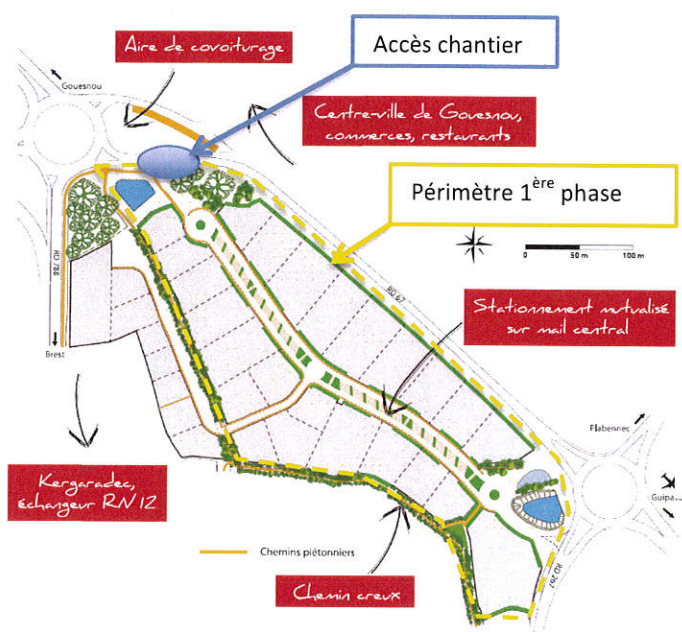 Aire de covoiturage
Accès chantier
Gouesnou
Centre-ville de Gouesnou,
commerces, restaurants
Périmètre 1ère phase
0 50 m 100 m
RD 788
RD 67
Stationnement mutualisé
sur mail central
Brest
Plabennec
Kergaradec,
échangeur RN 12
Guipa
Chemins piétonniers
RD 267
Chemin creux